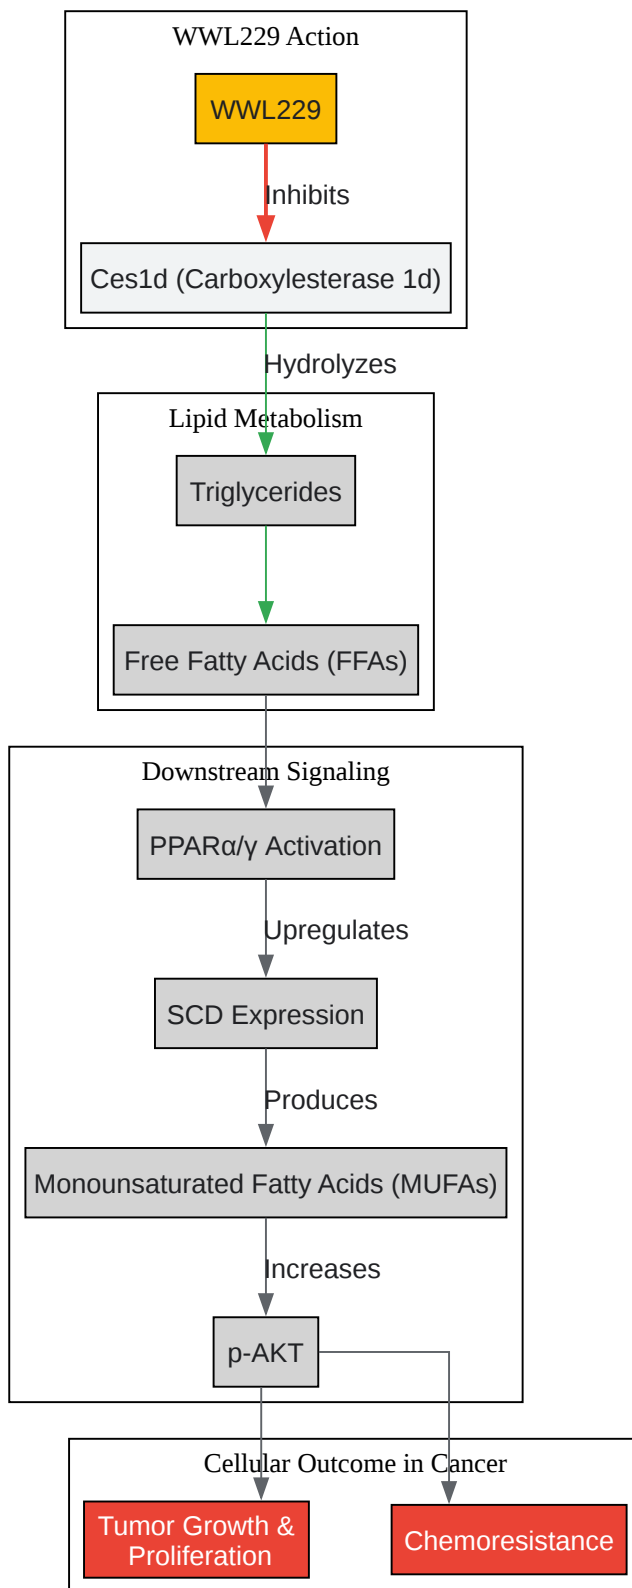 WWL229 Action
WWL229
Inhibits
Ces1d (Carboxylesterase 1d)
Hydrolyzes
Lipid Metabolism
Triglycerides
Free Fatty Acids (FFAs)
Downstream Signaling
PPARα/γ Activation
Upregulates
SCD Expression
Produces
Monounsaturated Fatty Acids (MUFAs)
Increases
p-AKT
Cellular Outcome in Cancer
Tumor Growth &
Proliferation
Chemoresistance